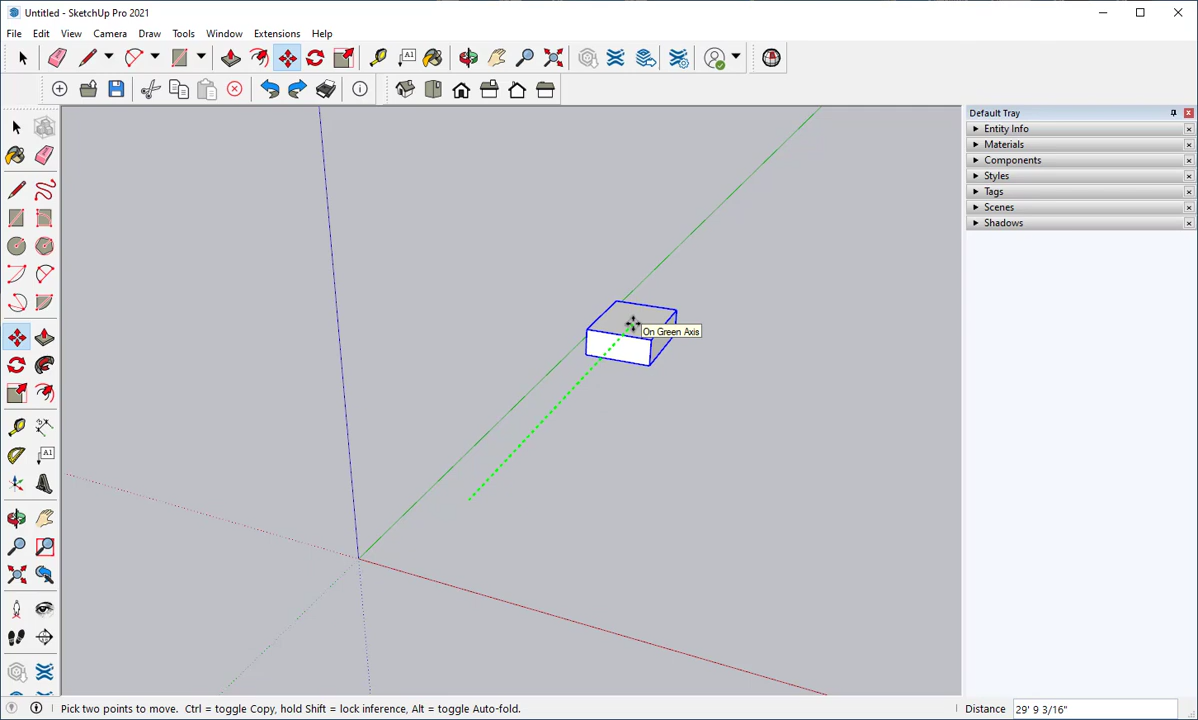 Untitled - SketchUp Pro 2021
File Edit View Camera Draw Tools Window Extensions Help
A1
Default Tray
Entity Info
Materials
Components
Styles
Tags
Scenes
Shadows
On Green Axis
A1
Pick two points to move. Ctrl = toggle Copy, hold Shift = lock inference, Alt = toggle Auto-fold.
Distance 29' 9 3/16"